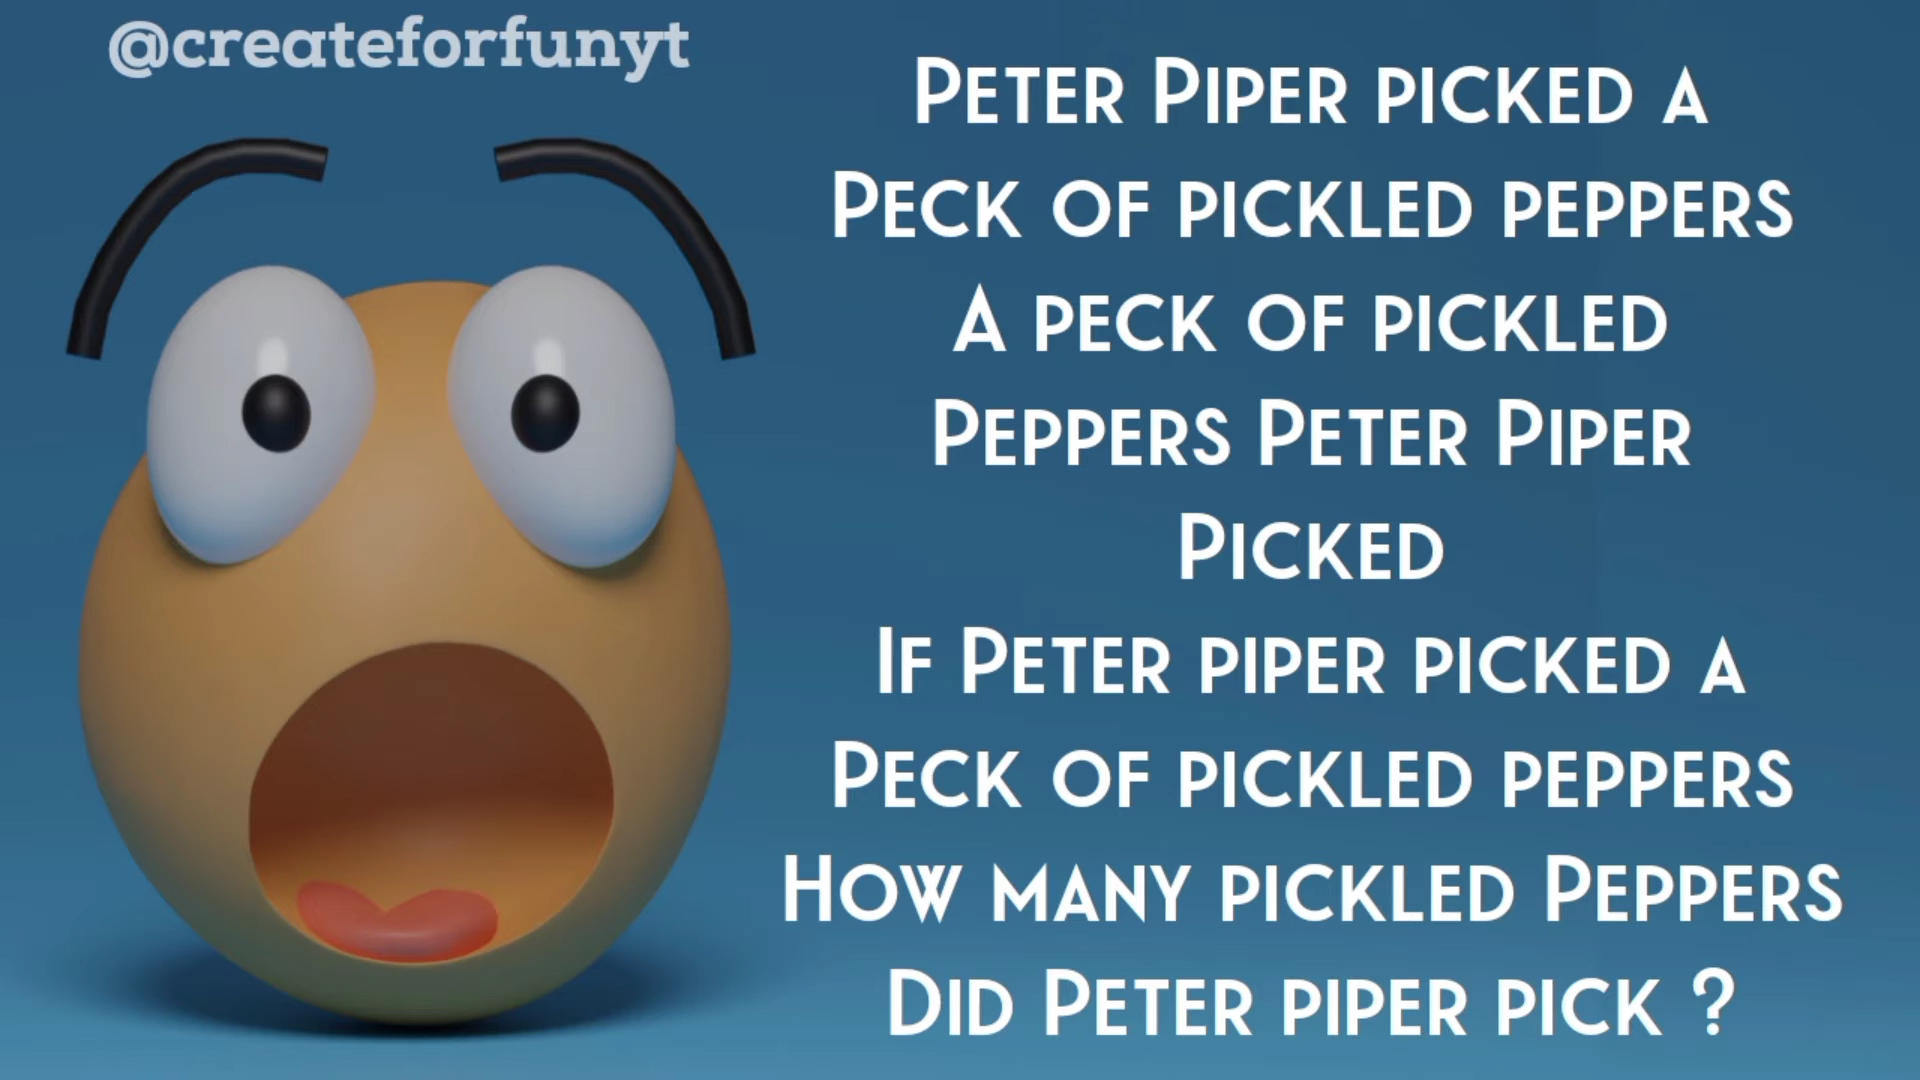 @createforfunyt
Peter Piper picked a
Peck of pickled peppers
A peck of pickled
Peppers Peter Piper
Picked
If Peter piper picked a
Peck of pickled peppers
How many pickled Peppers
Did Peter piper pick ?